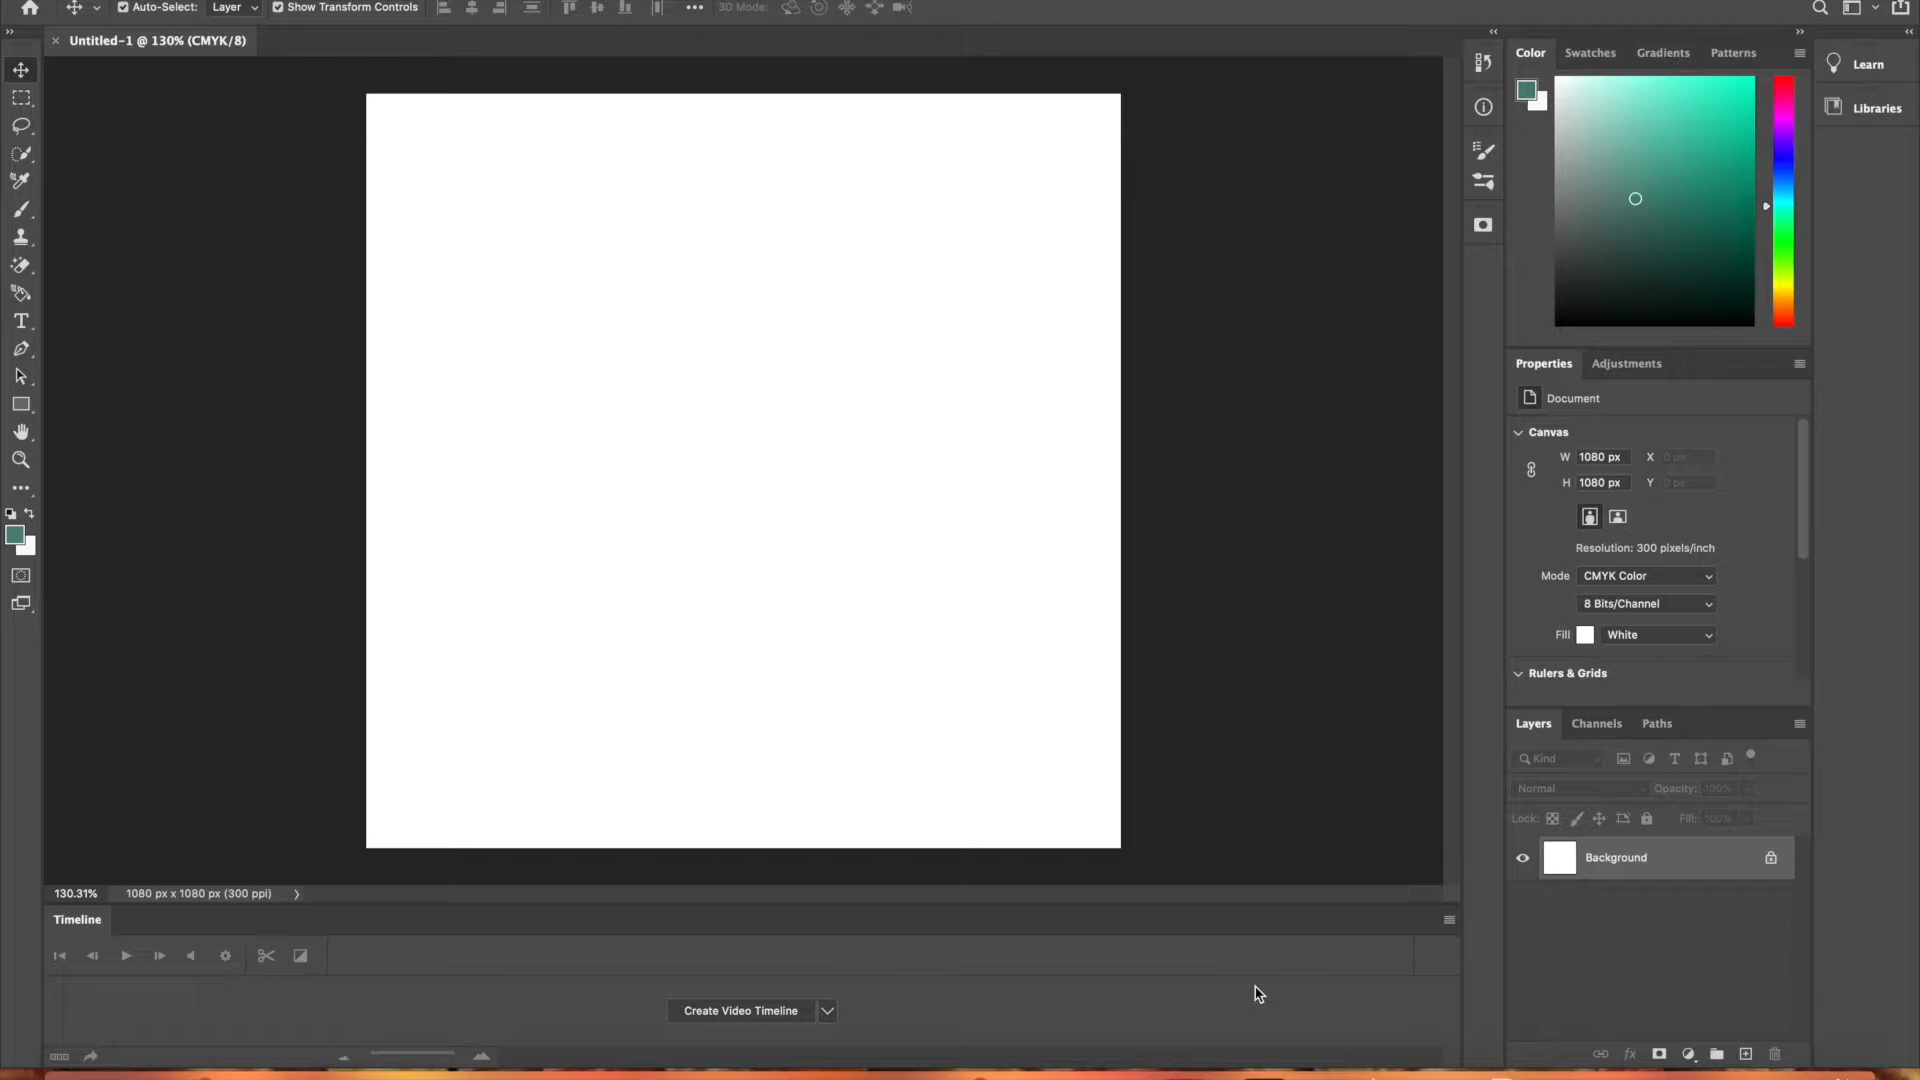 Auto-Select: Layer Show Transform Controls 3D Mode:
× Untitled-1 @ 130% (CMYK/8)
Color Swatches Gradients Patterns
Learn
Libraries
Properties Adjustments
Document
Canvas
W 1080 px X 0 px
H 1080 px Y 0 px
Resolution: 300 pixels/inch
Mode CMYK Color
8 Bits/Channel
Fill White
Rulers & Grids
Layers Channels Paths
Kind
Normal Opacity: 100%
Lock: Fill: 100%
Background
fx
130.31% 1080 px x 1080 px (300 ppi)
Timeline
Create Video Timeline